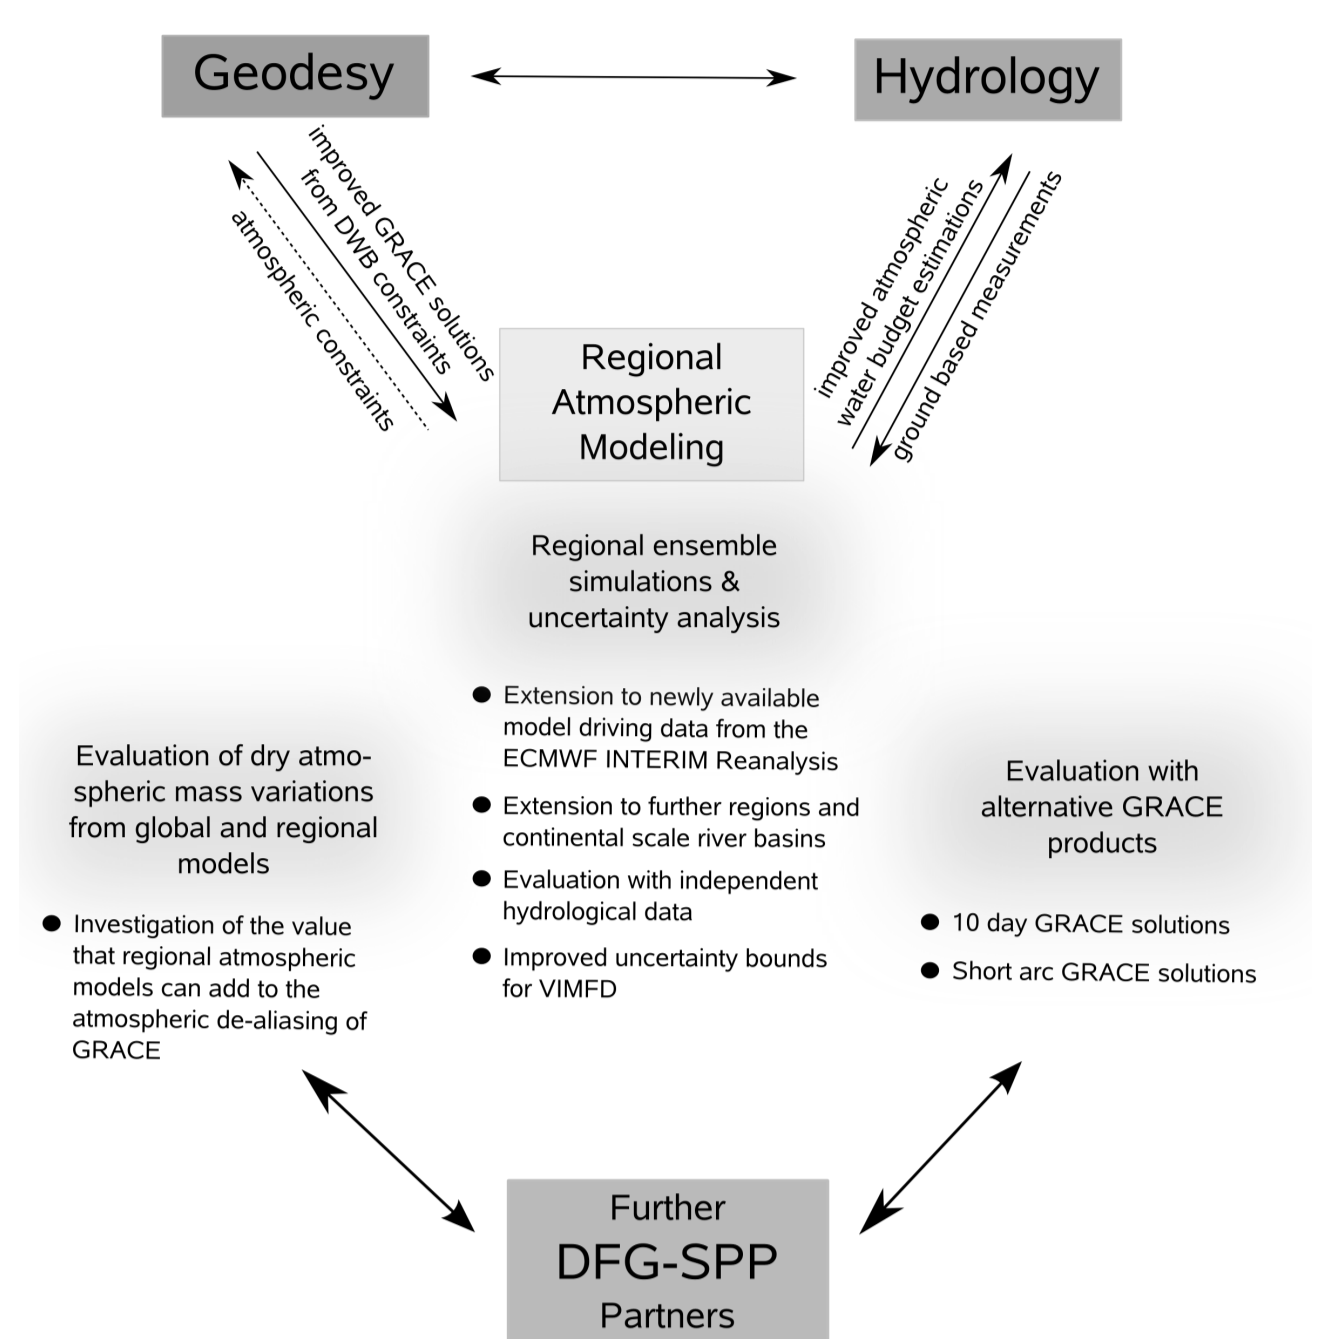 Geodesy
Hydrology
improved GRACE solutions
from DWB constraints
atmospheric constraints
improved atmospheric
water budget estimations
ground based measurements
Regional
Atmospheric
Modeling
Regional ensemble
simulations &
uncertainty analysis
Extension to newly available
model driving data from the
ECMWF INTERIM Reanalysis
Extension to further regions and
continental scale river basins
Evaluation with independent
hydrological data
Improved uncertainty bounds
for VIMFD
Evaluation of dry atmo-
spheric mass variations
from global and regional
models
Investigation of the value
that regional atmospheric
models can add to the
atmospheric de-aliasing of
GRACE
Evaluation with
alternative GRACE
products
10 day GRACE solutions
Short arc GRACE solutions
Further
DFG-SPP
Partners